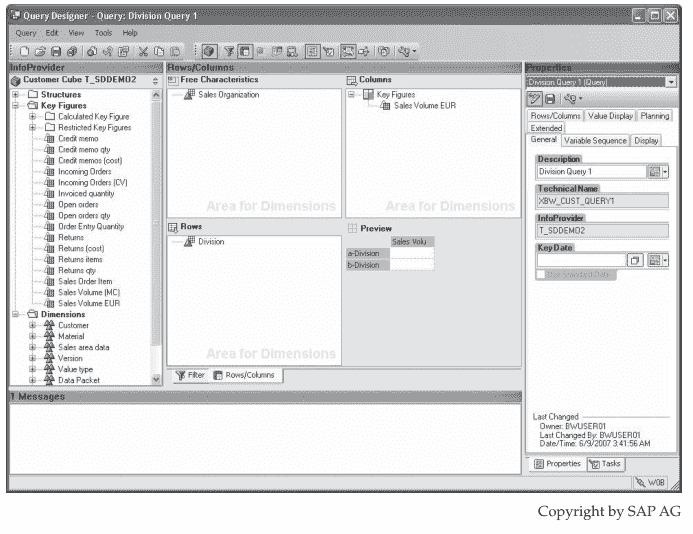 Query Designer - Query: Division Query 1
Query Edit View Tools Help
InfoProvider
Customer Cube T_SDDEMO2
Structures
Key Figures
Calculated Key Figure
Restricted Key Figures
Credit memo
Credit memo qty
Credit memos (cost)
Incoming Orders
Incoming Orders (CV)
Invoiced quantity
Open orders
Open orders qty
Order Entry Quantity
Returns
Returns (cost)
Returns items
Returns qty
Sales Order Item
Sales Volume (MC)
Sales Volume EUR
Dimensions
Customer
Material
Sales area data
Version
Value type
Data Packet
Rows/Columns
Free Characteristics
Sales Organization
Area for Dimensions
Columns
Key Figures
Sales Volume EUR
Area for Dimensions
Rows
Division
Area for Dimensions
Preview
Sales Volu
a-Division
b-Division
Filter Rows/Columns
Properties
Division Query 1 (Query)
Rows/Columns Value Display Planning
Extended
General Variable Sequence Display
Description
Division Query 1
Technical Name
XBW_CUST_QUERY1
InfoProvider
T_SDDEMO2
Key Date
Use Standard Date
Last Changed
Owner: BWUSER01
Last Changed By: BWUSER01
Date/Time: 6/9/2007 3:41:56 AM
Properties Tasks
1 Messages
W0B
Copyright by SAP AG